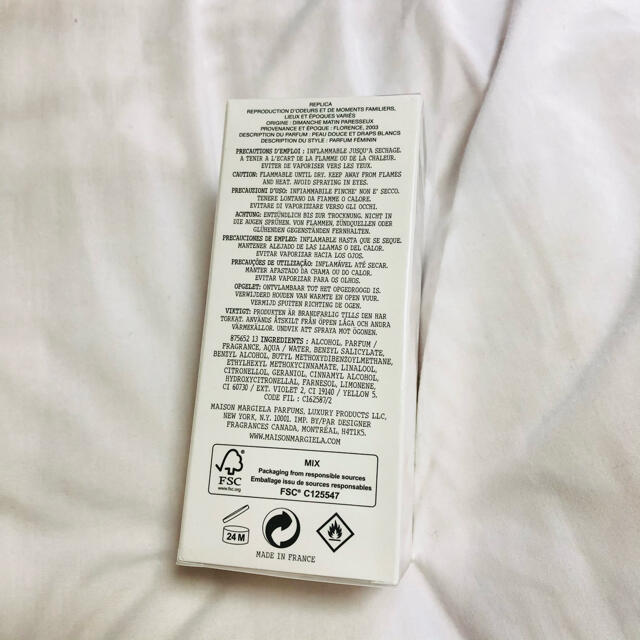 REPLICA
REPRODUCTION D'ODEURS ET DE MOMENTS FAMILIERS,
LIEUX ET ÉPOQUES VARIÉS
ORIGINE : DIMANCHE MATIN PARESSEUX
PROVENANCE ET ÉPOQUE : FLORENCE, 2003
DESCRIPTION DU PARFUM : PEAU DOUCE ET DRAPS BLANCS
DESCRIPTION DU STYLE : PARFUM FÉMININ
PRECAUTIONS D'EMPLOI : INFLAMMABLE JUSQU'A SECHAGE.
A TENIR A L'ECART DE LA FLAMME OU DE LA CHALEUR.
EVITER DE VAPORISER VERS LES YEUX.
CAUTION: FLAMMABLE UNTIL DRY. KEEP AWAY FROM FLAMES
AND HEAT. AVOID SPRAYING IN EYES.
PRECAUZIONI D'USO: INFIAMMABILE FINCHE' NON E' SECCO.
TENERE LONTANO DA FIAMME O CALORE.
EVITARE DI VAPORIZZARE VERSO GLI OCCHI.
ACHTUNG: ENTZÜNDLICH BIS ZUR TROCKNUNG. NICHT IN
DIE AUGEN SPRÜHEN. VON FLAMMEN, ZÜNDQUELLEN ODER
GLÜHENDEN GEGENSTÄNDEN FERNHALTEN.
PRECAUCIONES DE EMPLEO: INFLAMABLE HASTA QUE SE SEQUE.
MANTENER ALEJADO DE LAS LLAMAS O DEL CALOR.
EVITAR VAPORIZAR HACIA LOS OJOS.
PRECAUÇÕES DE UTILIZAÇÃO: INFLAMÁVEL ATÉ SECAR.
MANTER AFASTADO DA CHAMA OU DO CALOR.
EVITAR VAPORIZAR PARA OS OLHOS.
OPGELET: ONTVLAMBAAR TOT HET OPGEDROOGD IS.
VERWIJDERD HOUDEN VAN WARMTE EN OPEN VUUR.
VERMIJD SPUITEN RICHTING DE OGEN.
VIKTIGT: PRODUKTEN ÄR BRANDFARLIG TILLS DEN HAR
TORKAT. ANVÄNDS ÅTSKILT FRÅN ÖPPEN LÅGA OCH ANDRA
VÄRMEKÄLLOR. UNDVIK ATT SPRAYA MOT ÖGONEN.
875652 13 INGREDIENTS : ALCOHOL, PARFUM /
FRAGRANCE, AQUA / WATER, BENZYL SALICYLATE,
BENZYL ALCOHOL, BUTYL METHOXYDIBENZOYLMETHANE,
ETHYLHEXYL METHOXYCINNAMATE, LINALOOL,
CITRONELLOL, GERANIOL, CINNAMYL ALCOHOL,
HYDROXYCITRONELLAL, FARNESOL, LIMONENE,
CI 60730 / EXT. VIOLET 2, CI 19140 / YELLOW 5.
CODE FIL : C162587/2
MAISON MARGIELA PARFUMS, LUXURY PRODUCTS LLC,
NEW YORK, N.Y. 10001. IMP. BY/PAR DESIGNER
FRAGRANCES CANADA, MONTRÉAL, H4T1K5.
WWW.MAISONMARGIELA.COM
FSC
www.fsc.org
MIX
Packaging from responsible sources
Emballage issu de sources responsables
FSC® C125547
24 M
MADE IN FRANCE